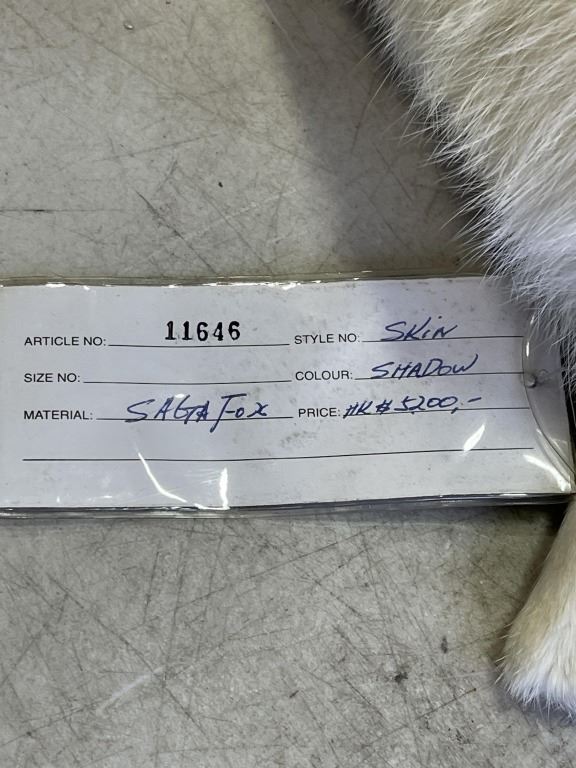 ARTICLE NO: 11646 STYLE NO: SKiN
SIZE NO: COLOUR: SHADOW
MATERIAL: SAGA Fox PRICE: HK$5200,-